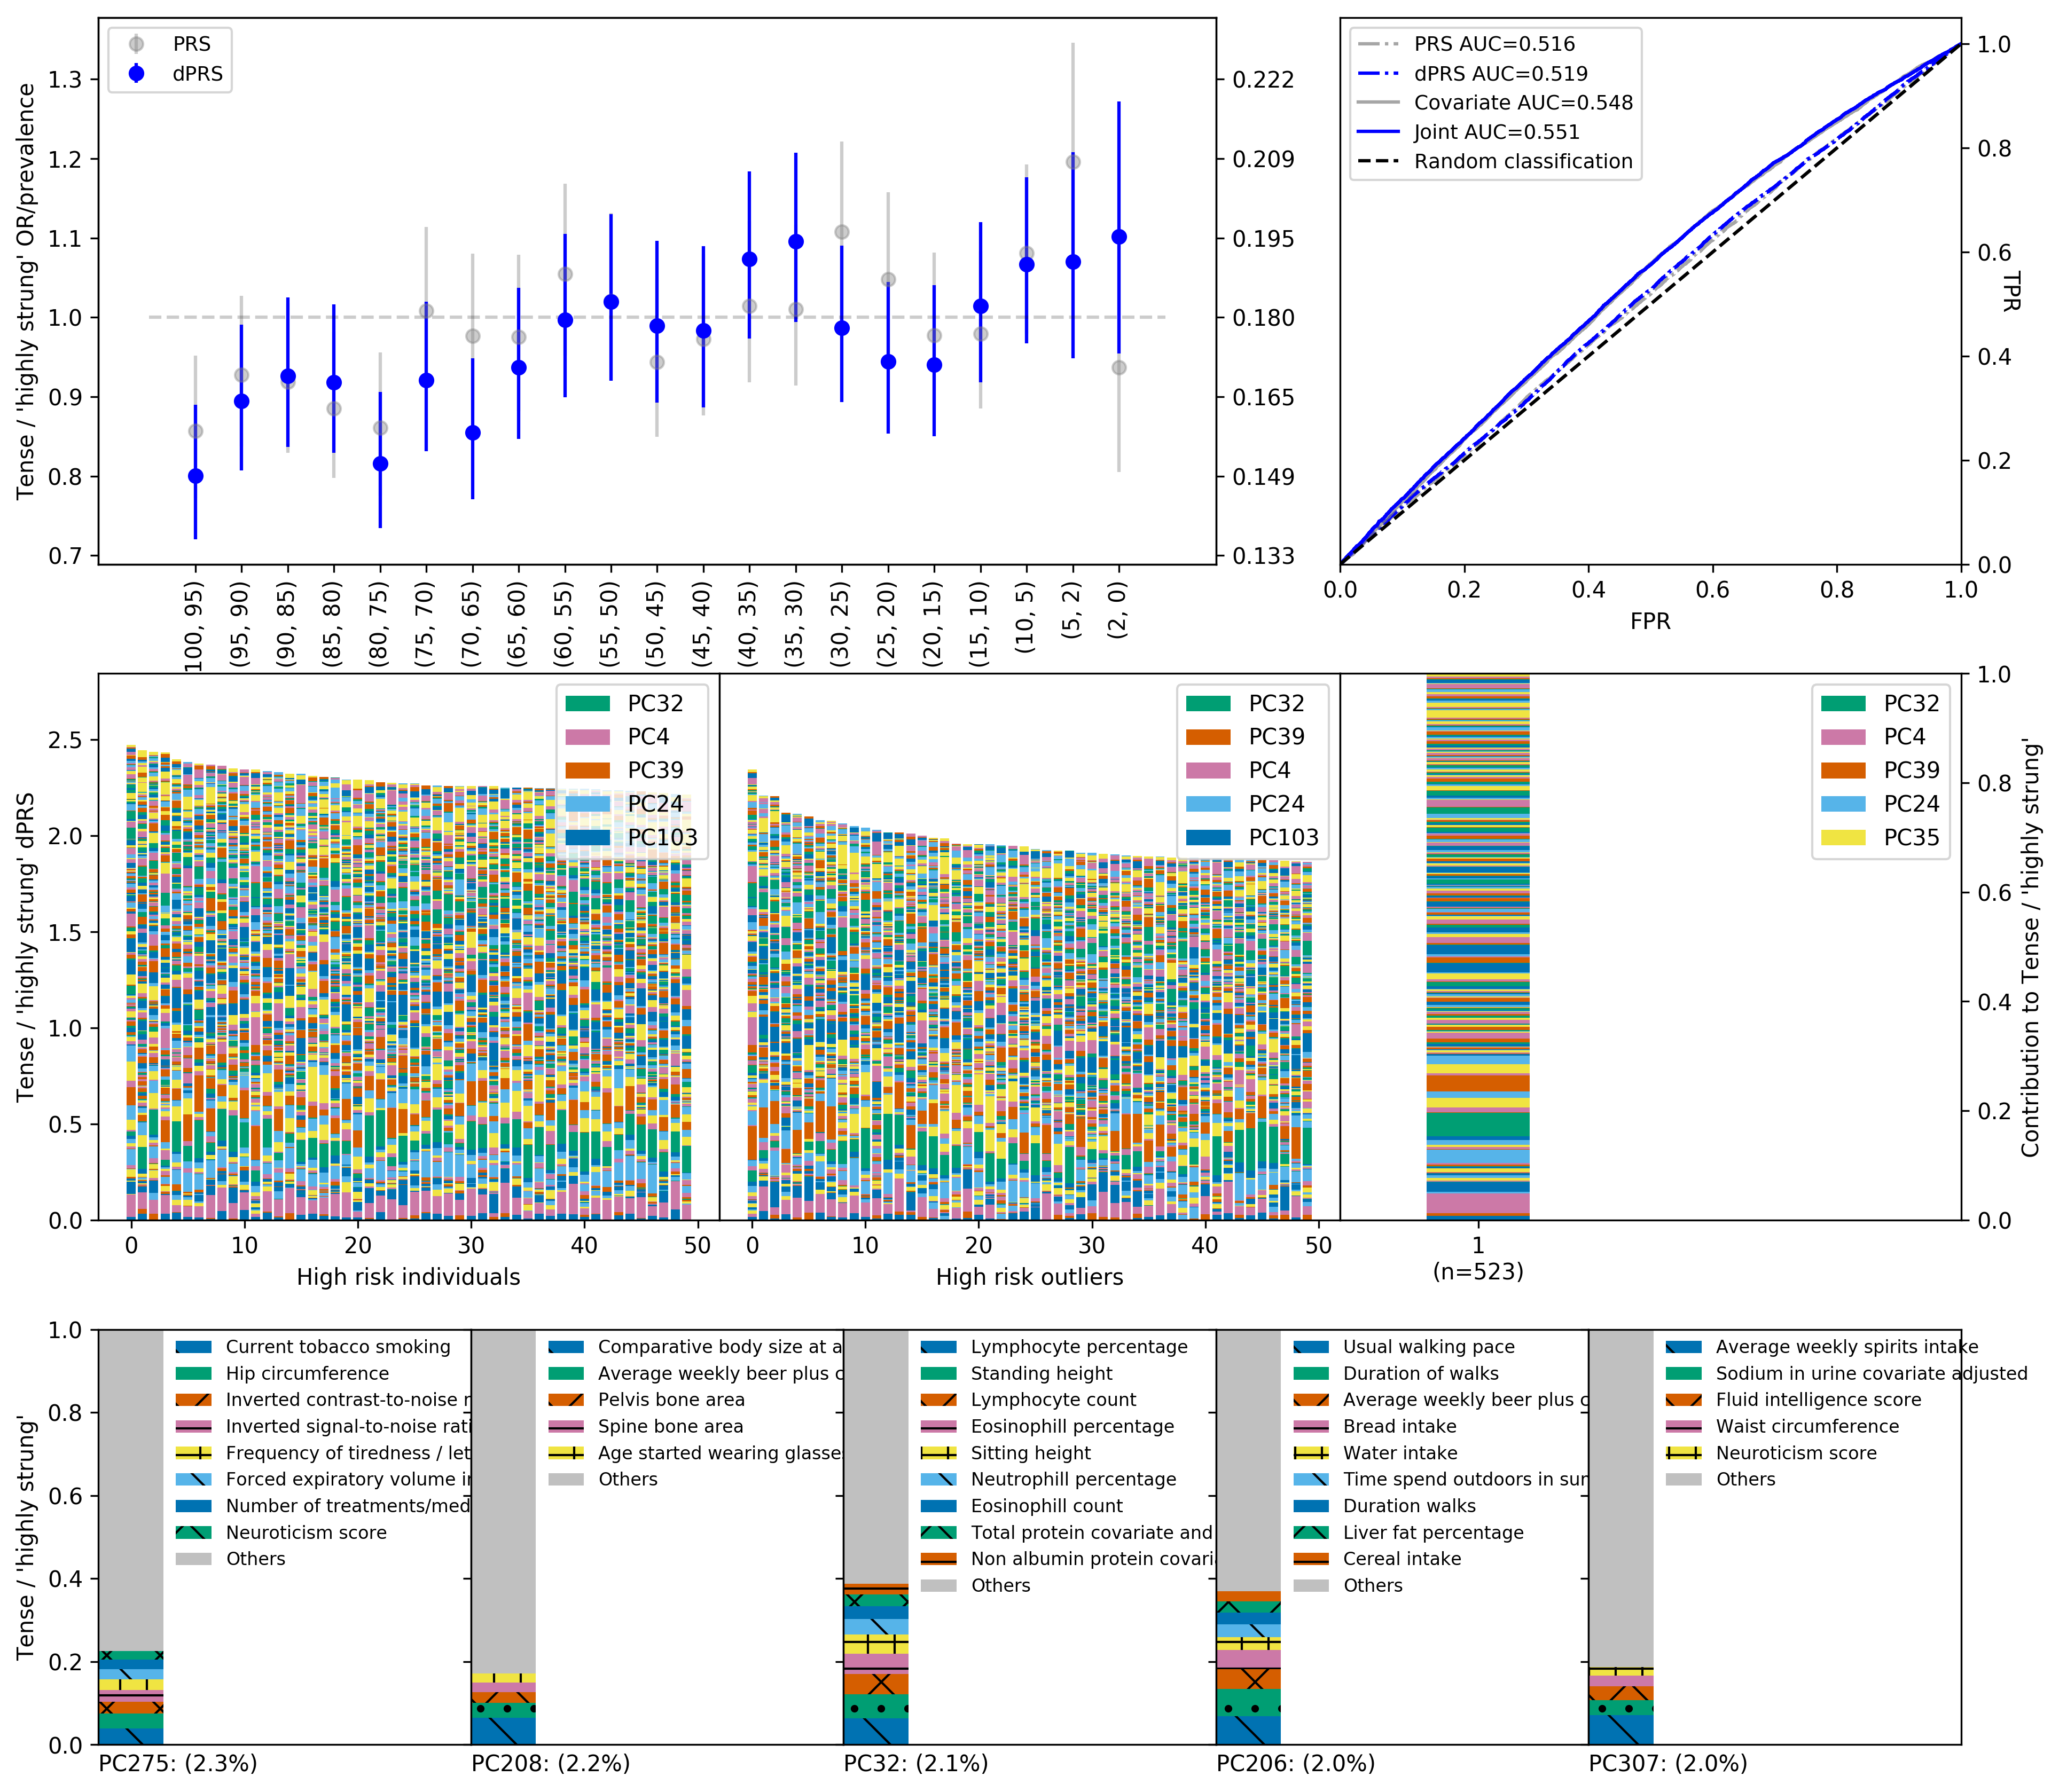 PRS
dPRS
Tense / 'highly strung' OR/prevalence
1.3
1.2
1.1
1.0
0.9
0.8
0.7
0.222
0.209
0.195
0.180
0.165
0.149
0.133
100, 95)
(95, 90)
(90, 85)
(85, 80)
(80, 75)
(75, 70)
(70, 65)
(65, 60)
(60, 55)
(55, 50)
(50, 45)
(45, 40)
(40, 35)
(35, 30)
(30, 25)
(25, 20)
(20, 15)
(15, 10)
(10, 5)
(5, 2)
(2, 0)
PRS AUC=0.516
dPRS AUC=0.519
Covariate AUC=0.548
Joint AUC=0.551
Random classification
1.0
0.8
0.6
0.4
0.2
0.0
TPR
0.0 0.2 0.4 0.6 0.8 1.0
FPR
Tense / 'highly strung' dPRS
2.5
2.0
1.5
1.0
0.5
0.0
PC32
PC4
PC39
PC24
PC103
0 10 20 30 40 50
High risk individuals
PC32
PC39
PC4
PC24
PC103
0 10 20 30 40 50
High risk outliers
PC32
PC4
PC39
PC24
PC35
1
(n=523)
1.0
0.8
0.6
0.4
0.2
0.0
Contribution to Tense / 'highly strung'
Tense / 'highly strung'
1.0
0.8
0.6
0.4
0.2
0.0
Current tobacco smoking
Hip circumference
Inverted contrast-to-noise r
Inverted signal-to-noise rati
Frequency of tiredness / let
Forced expiratory volume in
Number of treatments/med
Neuroticism score
Others
PC275: (2.3%)
Comparative body size at a
Average weekly beer plus c
Pelvis bone area
Spine bone area
Age started wearing glasse
Others
PC208: (2.2%)
Lymphocyte percentage
Standing height
Lymphocyte count
Eosinophill percentage
Sitting height
Neutrophill percentage
Eosinophill count
Total protein covariate and
Non albumin protein covari
Others
PC32: (2.1%)
Usual walking pace
Duration of walks
Average weekly beer plus c
Bread intake
Water intake
Time spend outdoors in sum
Duration walks
Liver fat percentage
Cereal intake
Others
PC206: (2.0%)
Average weekly spirits intake
Sodium in urine covariate adjusted
Fluid intelligence score
Waist circumference
Neuroticism score
Others
PC307: (2.0%)